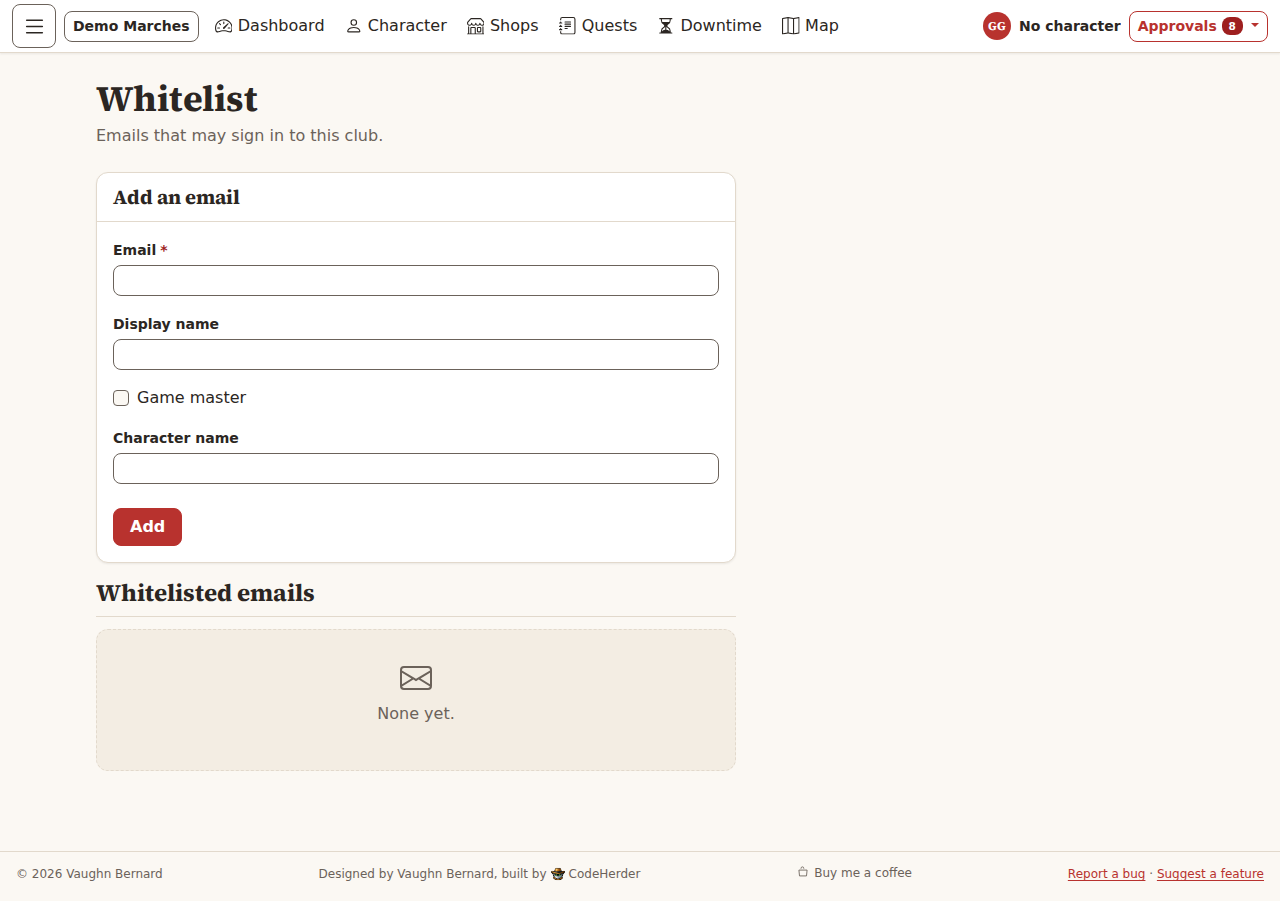 Demo Marches Dashboard Character Shops Quests Downtime Map GG No character Approvals 8
Whitelist
Emails that may sign in to this club.
Add an email
Email *
Display name
Game master
Character name
Add
Whitelisted emails
None yet.
© 2026 Vaughn Bernard Designed by Vaughn Bernard, built by CodeHerder Buy me a coffee Report a bug · Suggest a feature